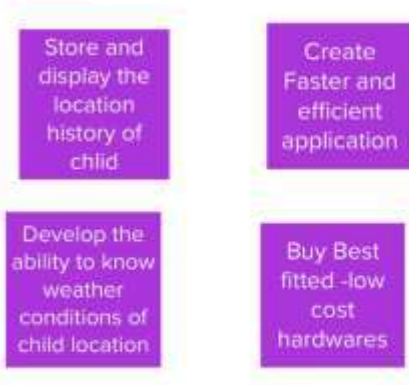 Store and
display the
location
history of
chlid
Create
Faster and
efficient
application
Develop the
ability to know
weather
conditions of
child location
Buy Best
fitted -low
cost
hardwares